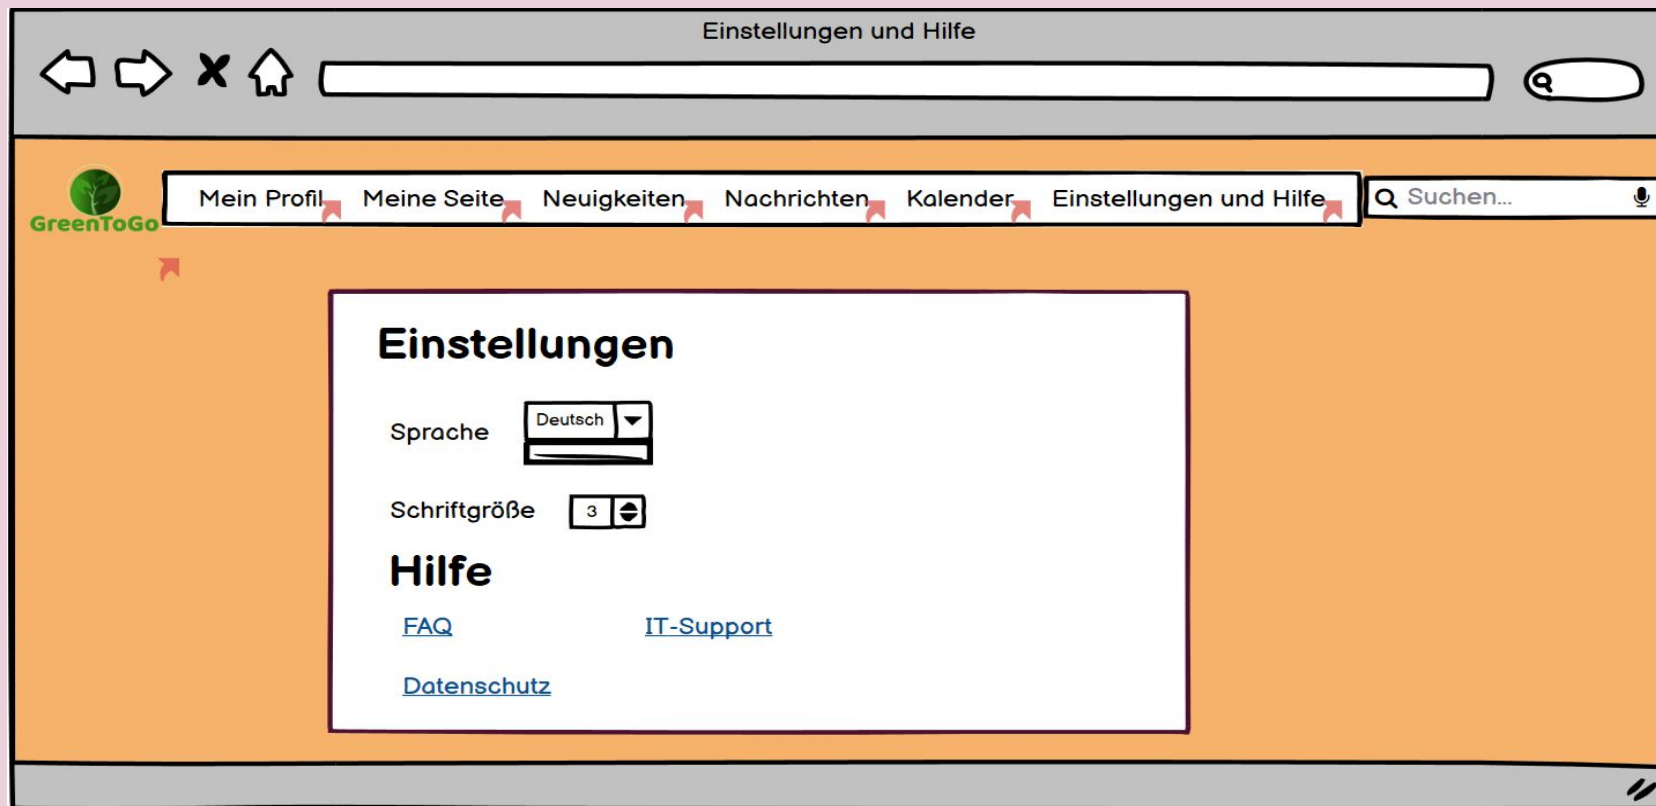 Einstellungen und Hilfe
GreenToGo
Mein Profil Meine Seite Neuigkeiten Nachrichten Kalender Einstellungen und Hilfe Suchen...
Einstellungen
Sprache Deutsch
Schriftgröße 3
Hilfe
FAQ IT-Support
Datenschutz